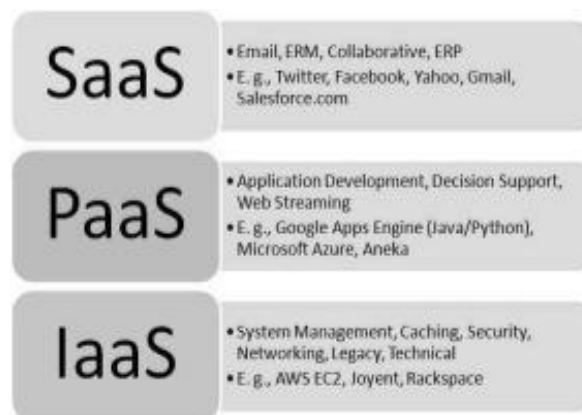 SaaS
• Email, ERM, Collaborative, ERP
• E. g., Twitter, Facebook, Yahoo, Gmail,
Salesforce.com
PaaS
• Application Development, Decision Support,
Web Streaming
• E. g., Google Apps Engine (Java/Python),
Microsoft Azure, Aneka
IaaS
• System Management, Caching, Security,
Networking, Legacy, Technical
• E. g., AWS EC2, Joyent, Rackspace